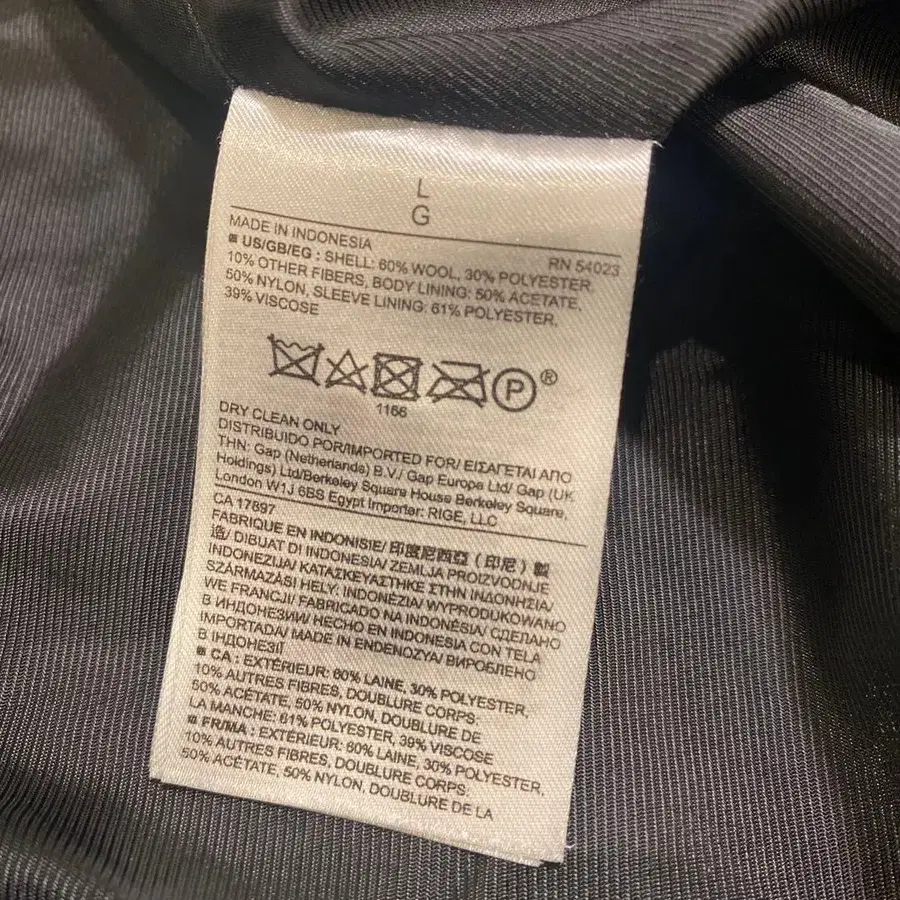 L
G
MADE IN INDONESIA
RN 54023
US/GB/EG : SHELL: 60% WOOL, 30% POLYESTER,
10% OTHER FIBERS, BODY LINING: 50% ACETATE,
50% NYLON, SLEEVE LINING: 61% POLYESTER,
39% VISCOSE
P ®
1166
DRY CLEAN ONLY
DISTRIBUIDO POR/IMPORTED FOR/ ΕΙΣΑΓΕΤΑΙ ΑΠΟ
ΤΗΝ: Gap (Netherlands) B.V./ Gap Europe Ltd/ Gap (UK
Holdings) Ltd/Berkeley Square House Berkeley Square,
London W1J 6BS Egypt Importer: RIGE, LLC
CA 17897
FABRIQUE EN INDONISIE/ 印度尼西亞 ( 印尼 ) 製
造/ DIBUAT DI INDONESIA/ ZEMLJA PROIZVODNJE
INDONEZIJA/ ΚΑΤΑΣΚΕΥΑΣΤΗΚΕ ΣΤΗΝ ΙΝΔΟΝΗΣΙΑ/
SZÁRMAZÁSI HELY: INDONÉZIA/ WYPRODUKOWANO
WE FRANCJI/ FABRICADO NA INDONÉSIA/ СДЕЛАНО
В ИНДОНЕЗИИ/ HECHO EN INDONESIA CON TELA
IMPORTADA/ MADE IN ENDENOZYA/ ВИРОБЛЕНО
В ІНДОНЕЗІЇ
CA : EXTÉRIEUR: 60% LAINE, 30% POLYESTER,
10% AUTRES FIBRES, DOUBLURE CORPS:
50% ACÉTATE, 50% NYLON, DOUBLURE DE
LA MANCHE: 61% POLYESTER, 39% VISCOSE
FR/MA : EXTÉRIEUR: 60% LAINE, 30% POLYESTER,
10% AUTRES FIBRES, DOUBLURE CORPS:
50% ACÉTATE, 50% NYLON, DOUBLURE DE LA